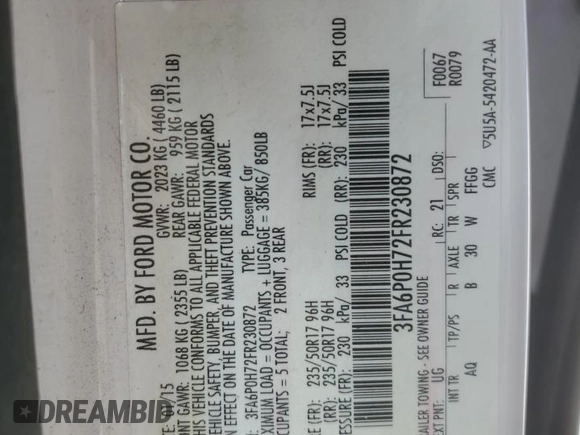 MFD. BY FORD MOTOR CO.
/15 GVWR: 2023 KG ( 4460 LB)
GAWR: 1068 KG ( 2355 LB) REAR GAWR: 959 KG ( 2115 LB)
THIS VEHICLE CONFORMS TO ALL APPLICABLE FEDERAL MOTOR
VEHICLE SAFETY, BUMPER, AND THEFT PREVENTION STANDARDS
IN EFFECT ON THE DATE OF MANUFACTURE SHOWN ABOVE.
3FA6P0H72FR230872 TYPE: Passenger Car
LOAD = OCCUPANTS + LUGGAGE = 385KG/ 850LB
= 5 TOTAL; 2 FRONT, 3 REAR
(FR): 235/50R17 96H RIMS (FR): 17x7.5J
(RR): 235/50R17 96H (RR): 17x7.5J
(FR): 230 kPa/ 33 PSI COLD (RR): 230 kPa/ 33 PSI COLD
3FA6P0H72FR230872
TOWING - SEE OWNER GUIDE
F0067
R0079
EXT PNT: UG RC: 21 DSO:
INT TR TP/PS R AXLE TR SPR
AQ B 30 W FFGG
CMC ▽5U5A-5420472-AA
DREAMBID